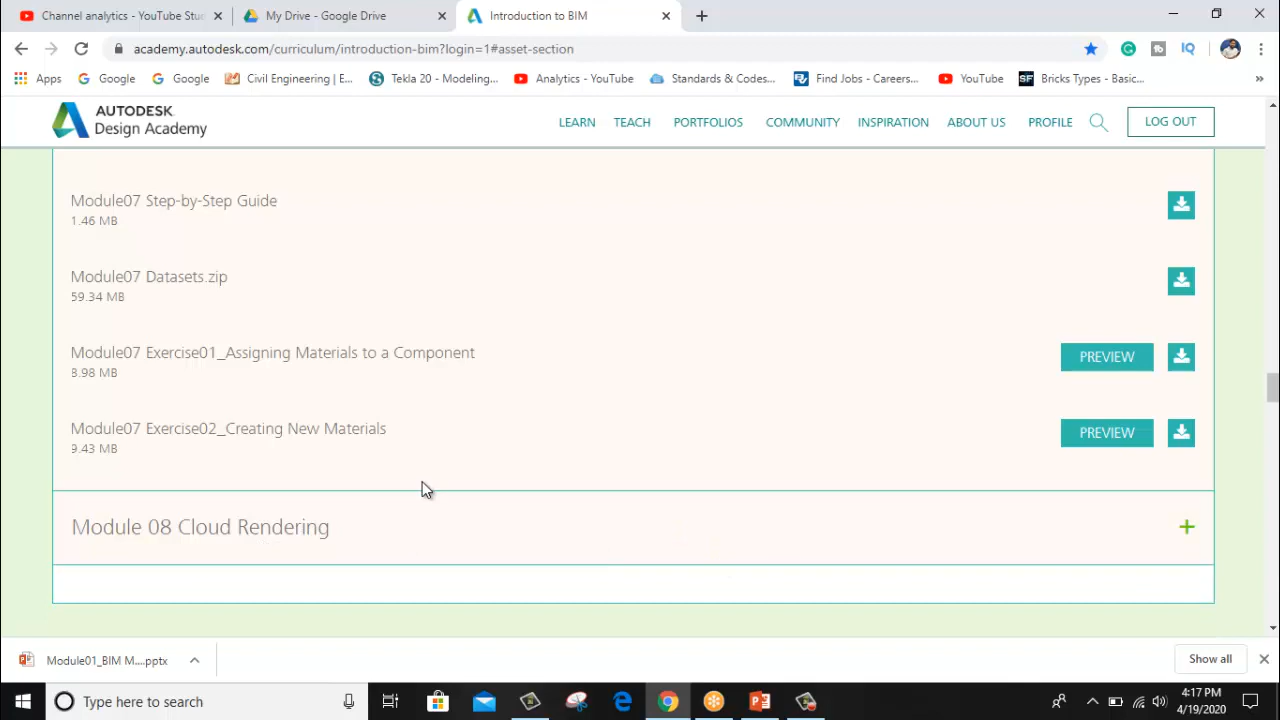 Channel analytics - YouTube Stu
My Drive - Google Drive
Introduction to BIM
academy.autodesk.com/curriculum/introduction-bim?login=1#asset-section
Apps
Google
Google
Civil Engineering | E...
Tekla 20 - Modeling...
Analytics - YouTube
Standards & Codes...
Find Jobs - Careers...
YouTube
SF
Bricks Types - Basic...
AUTODESK
Design Academy
LEARN
TEACH
PORTFOLIOS
COMMUNITY
INSPIRATION
ABOUT US
PROFILE
LOG OUT
Module07 Step-by-Step Guide
1.46 MB
Module07 Datasets.zip
59.34 MB
Module07 Exercise01_Assigning Materials to a Component
8.98 MB
PREVIEW
Module07 Exercise02_Creating New Materials
9.43 MB
PREVIEW
Module 08 Cloud Rendering
Module01_BIM M....pptx
Show all
Type here to search
4:17 PM
4/19/2020